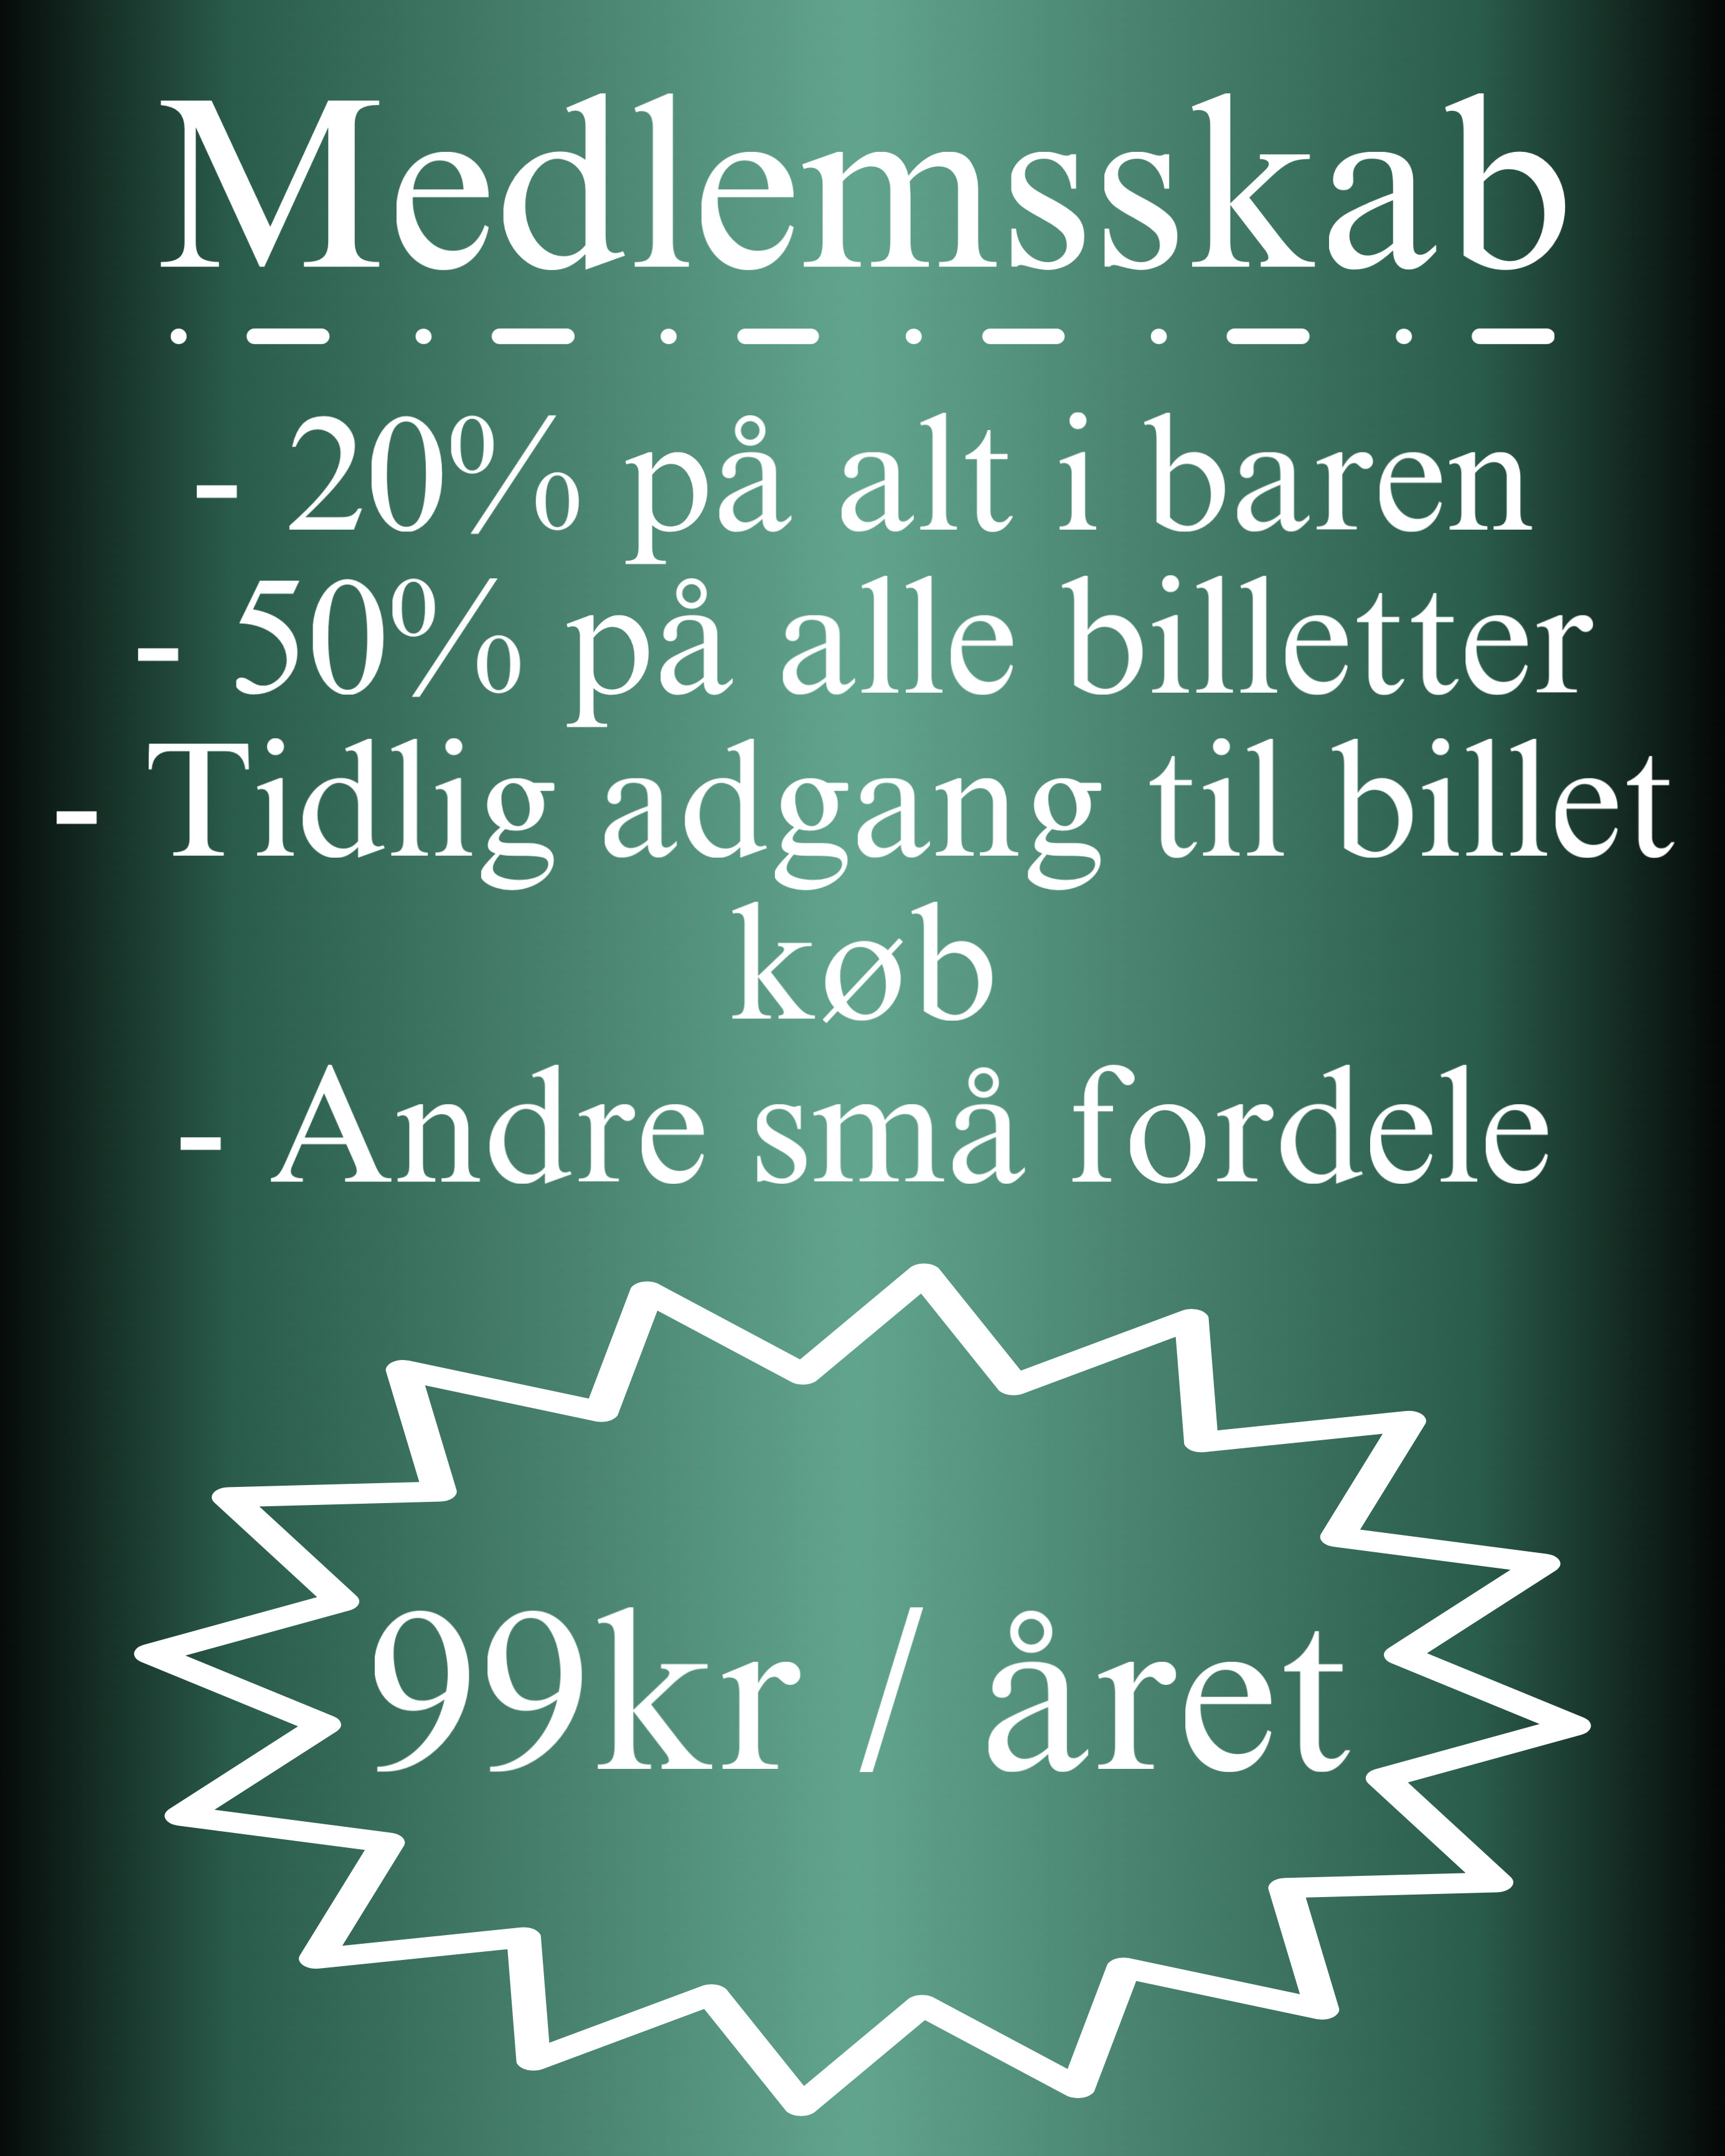 Medlemsskab
- 20% på alt i baren
- 50% på alle billetter
- Tidlig adgang til billet
køb
- Andre små fordele
99kr / året